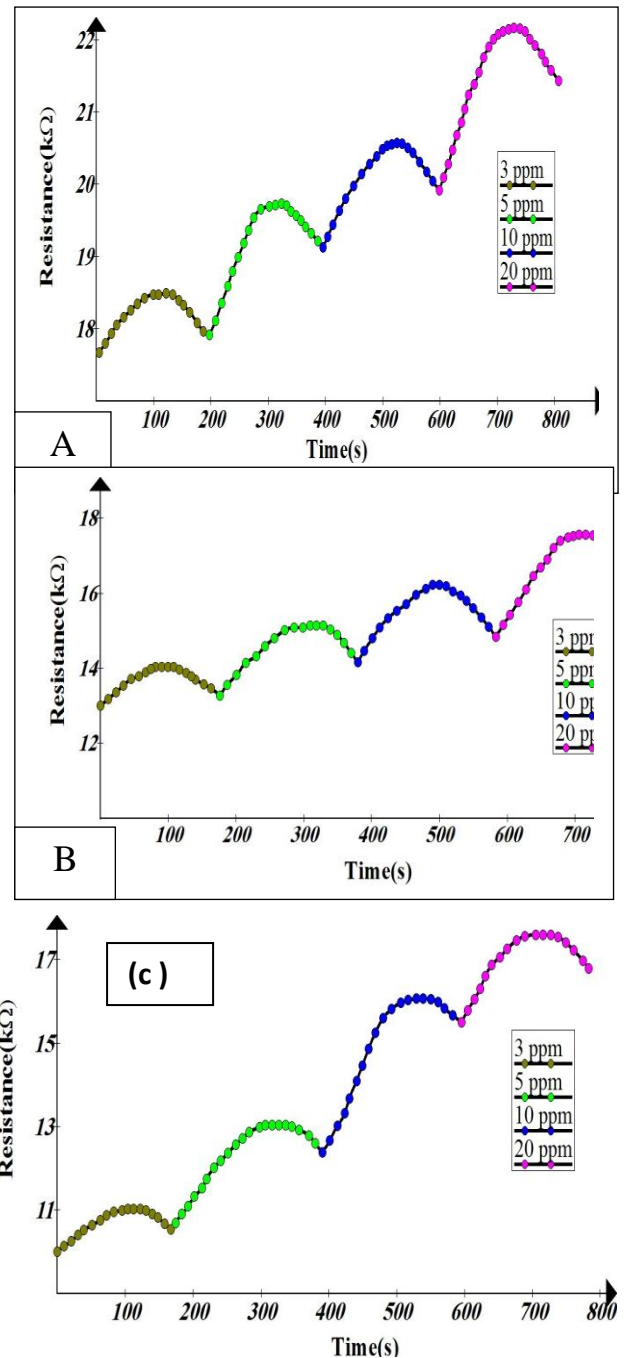 22
21
20
19
18
Resistance(kΩ)
3 ppm
5 ppm
10 ppm
20 ppm
100 200 300 400 500 600 700 800
Time(s)
A
18
16
14
12
Resistance(kΩ)
3 ppm
5 pp
10 pp
20 pp
100 200 300 400 500 600 700
Time(s)
B
(c )
17
15
13
11
Resistance(kΩ)
3 ppm
5 ppm
10 ppm
20 ppm
100 200 300 400 500 600 700 800
Time(s)